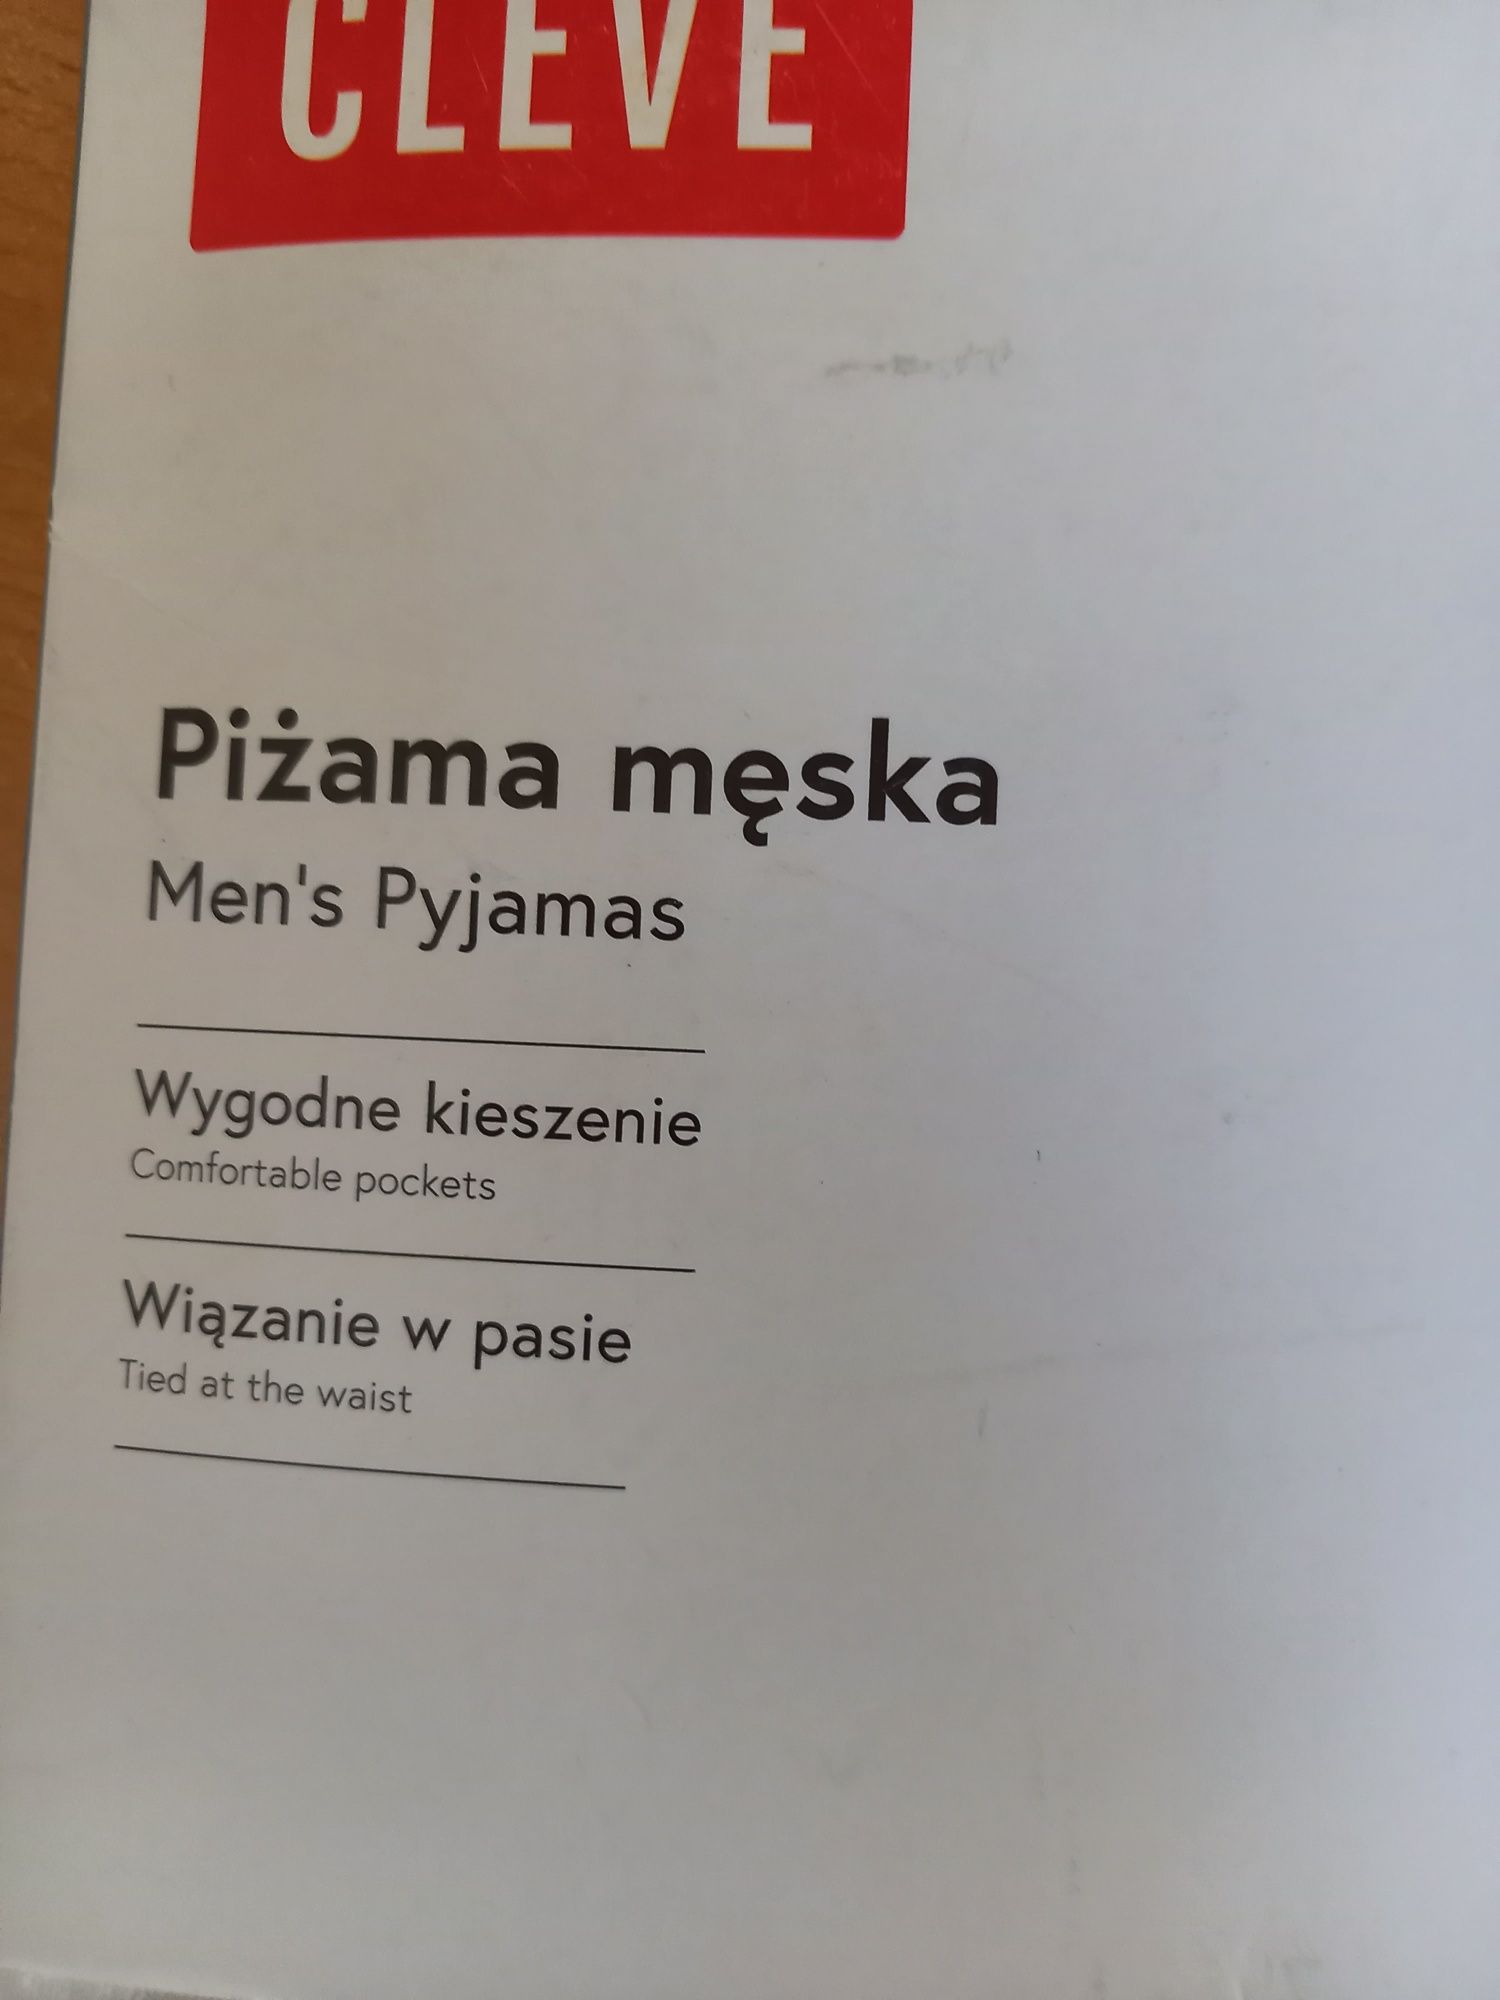 CLEVE
Piżama męska
Men's Pyjamas
Wygodne kieszenie
Comfortable pockets
Wiązanie w pasie
Tied at the waist